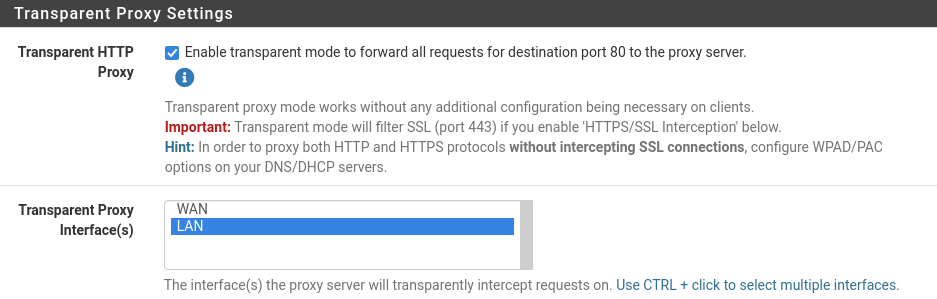 Transparent Proxy Settings
Transparent HTTP Proxy
Enable transparent mode to forward all requests for destination port 80 to the proxy server.
Transparent proxy mode works without any additional configuration being necessary on clients.
Important: Transparent mode will filter SSL (port 443) if you enable 'HTTPS/SSL Interception' below.
Hint: In order to proxy both HTTP and HTTPS protocols without intercepting SSL connections, configure WPAD/PAC
options on your DNS/DHCP servers.
Transparent Proxy
Interface(s)
WAN
LAN
The interface(s) the proxy server will transparently intercept requests on. Use CTRL + click to select multiple interfaces.